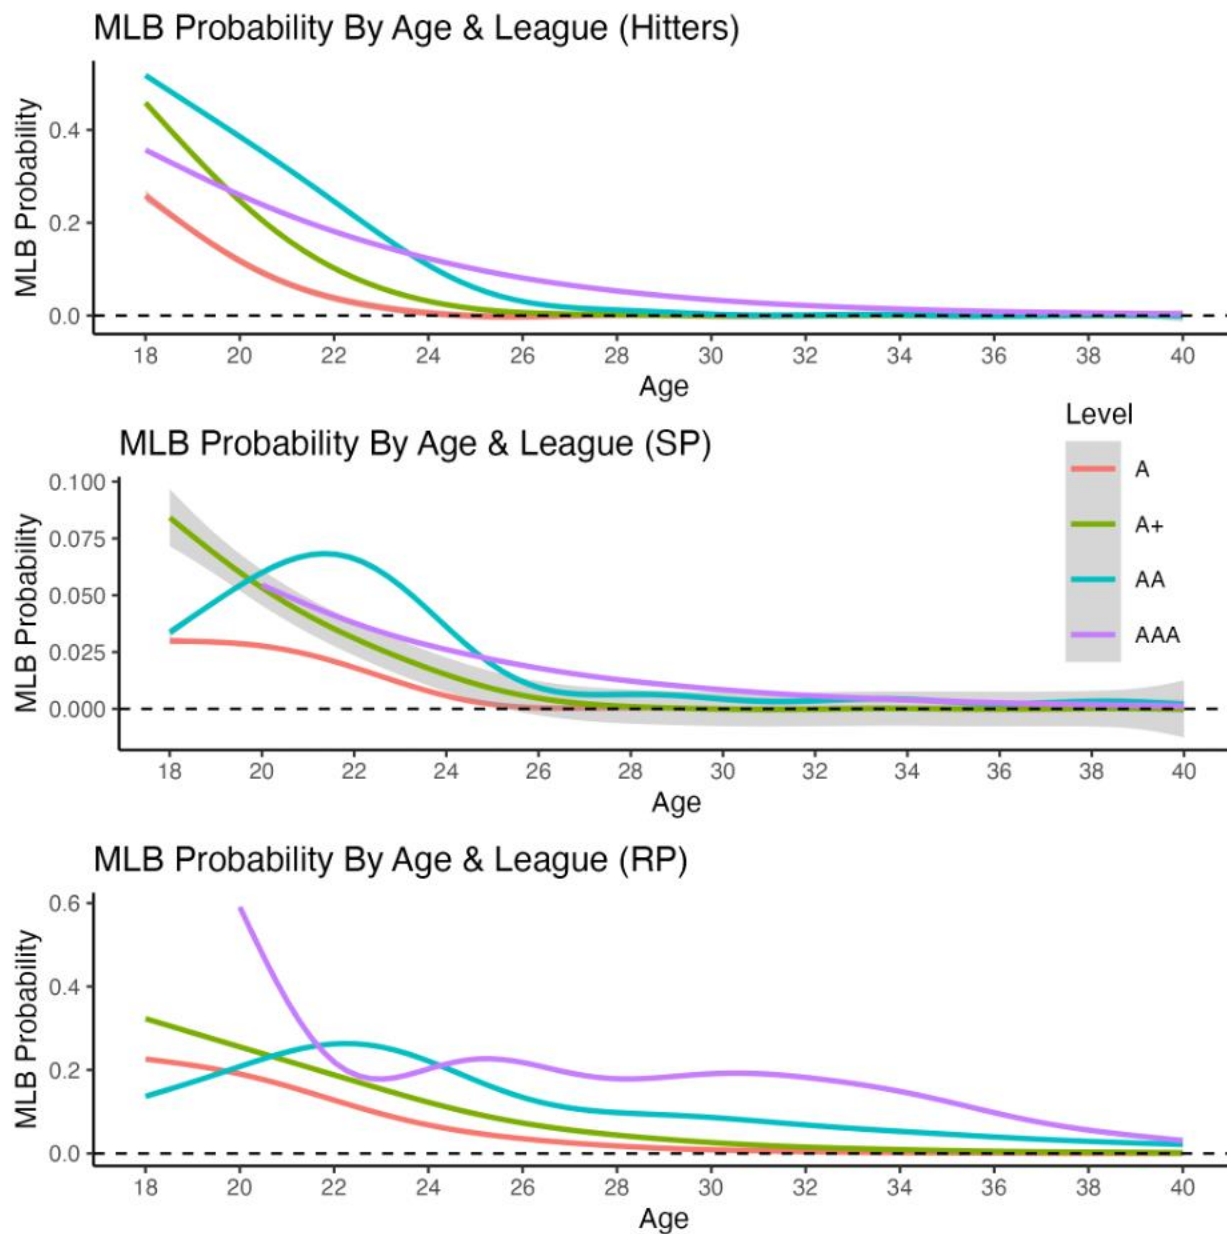 MLB Probability By Age & League (Hitters)
MLB Probability
0.4
0.2
0.0
18 20 22 24 26 28 30 32 34 36 38 40
Age
MLB Probability By Age & League (SP)
MLB Probability
0.100
0.075
0.050
0.025
0.000
18 20 22 24 26 28 30 32 34 36 38 40
Age
Level
A
A+
AA
AAA
MLB Probability By Age & League (RP)
MLB Probability
0.6
0.4
0.2
0.0
18 20 22 24 26 28 30 32 34 36 38 40
Age